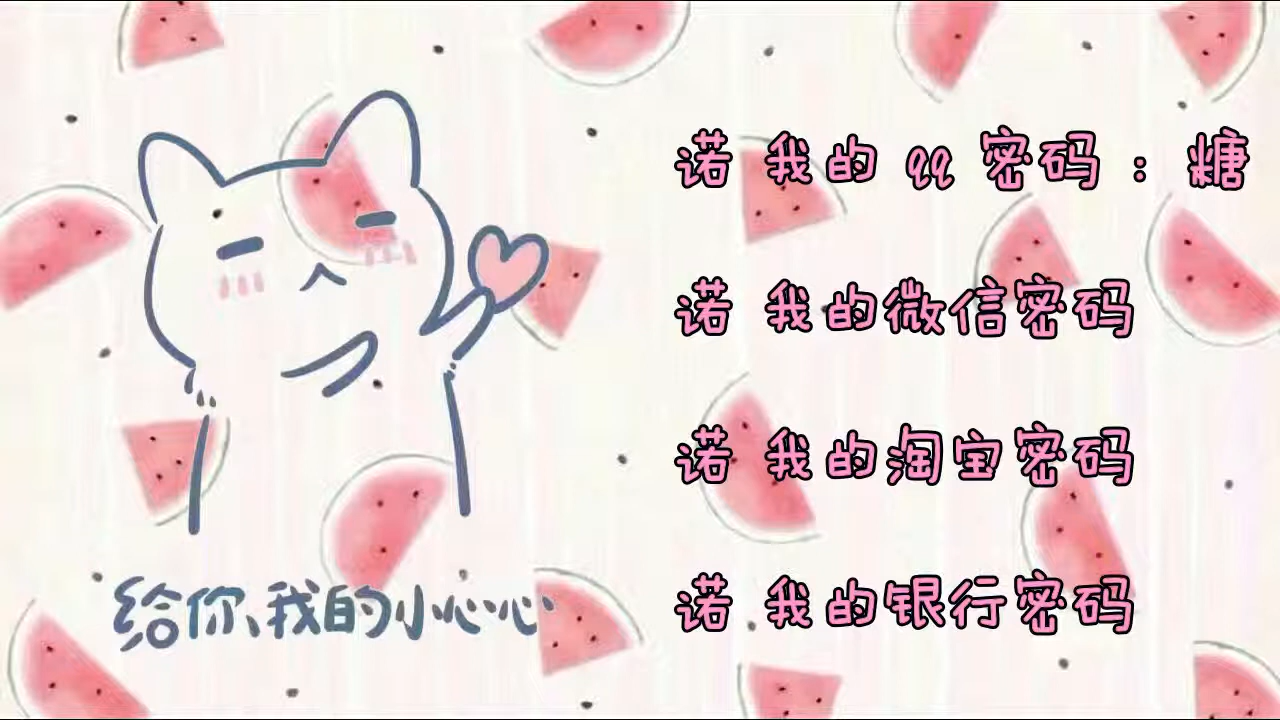 诺 我的 qq 密码 : 糖
诺 我的微信密码
诺 我的淘宝密码
诺 我的银行密码
给你、我的小心心